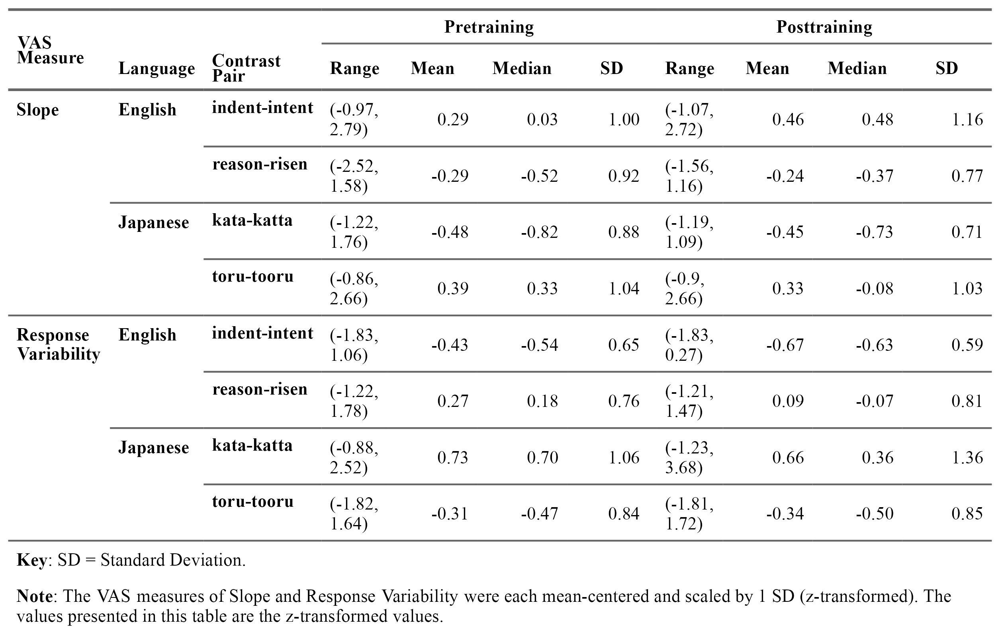 Pretraining Posttraining
VAS
Measure
Language Contrast
Pair Range Mean Median SD Range Mean Median SD
Slope English indent-intent (-0.97,
2.79) 0.29 0.03 1.00 (-1.07,
2.72) 0.46 0.48 1.16
reason-risen (-2.52,
1.58) -0.29 -0.52 0.92 (-1.56,
1.16) -0.24 -0.37 0.77
Japanese kata-katta (-1.22,
1.76) -0.48 -0.82 0.88 (-1.19,
1.09) -0.45 -0.73 0.71
toru-tooru (-0.86,
2.66) 0.39 0.33 1.04 (-0.9,
2.66) 0.33 -0.08 1.03
Response
Variability English indent-intent (-1.83,
1.06) -0.43 -0.54 0.65 (-1.83,
0.27) -0.67 -0.63 0.59
reason-risen (-1.22,
1.78) 0.27 0.18 0.76 (-1.21,
1.47) 0.09 -0.07 0.81
Japanese kata-katta (-0.88,
2.52) 0.73 0.70 1.06 (-1.23,
3.68) 0.66 0.36 1.36
toru-tooru (-1.82,
1.64) -0.31 -0.47 0.84 (-1.81,
1.72) -0.34 -0.50 0.85
Key: SD = Standard Deviation.
Note: The VAS measures of Slope and Response Variability were each mean-centered and scaled by 1 SD (z-transformed). The
values presented in this table are the z-transformed values.